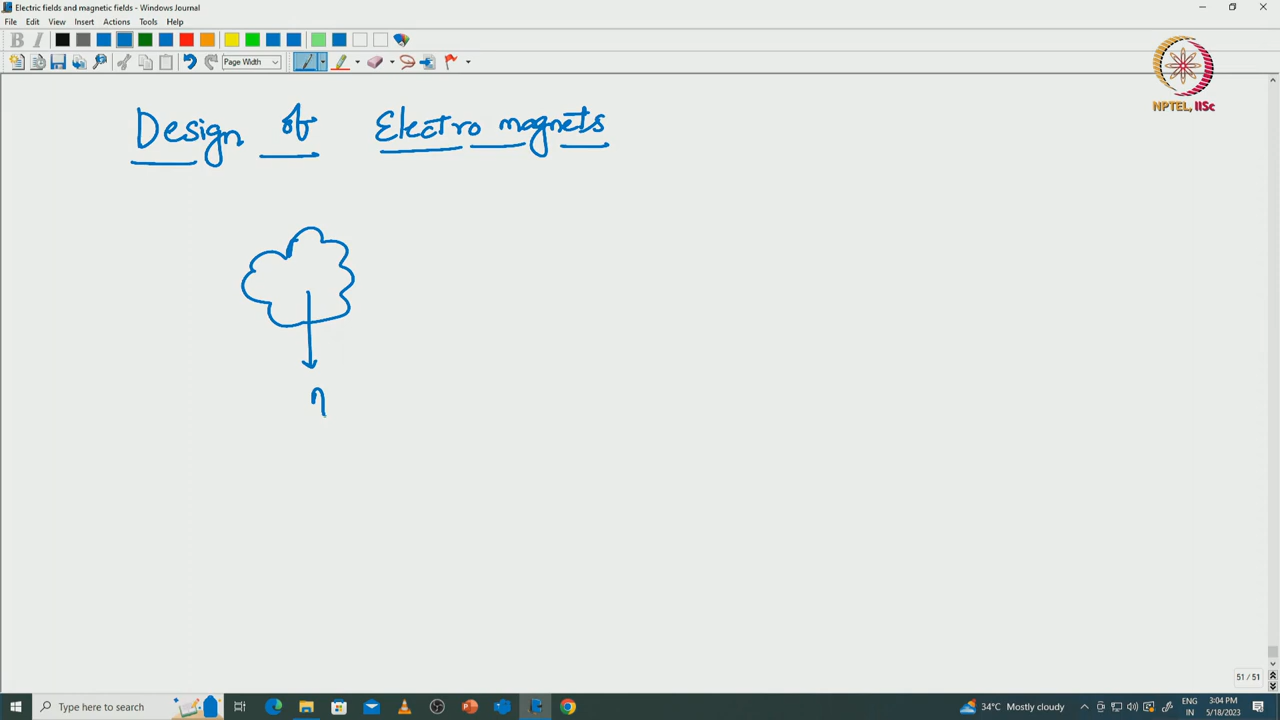 Electric fields and magnetic fields - Windows Journal
File Edit View Insert Actions Tools Help
B I
Page Width
NPTEL, IISc
Design of Electro magnets
51 / 51
Type here to search
34°C Mostly cloudy
ENG
IN
3:04 PM
5/18/2023